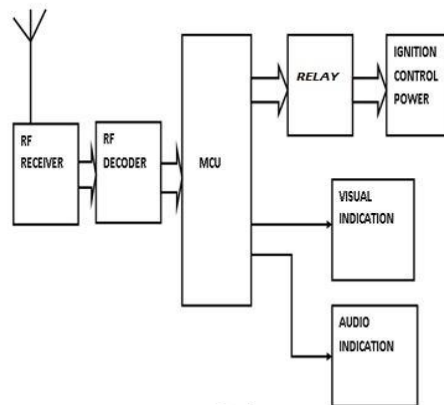 RF
RECEIVER
RF
DECODER
MCU
RELAY
IGNITION
CONTROL
POWER
VISUAL
INDICATION
AUDIO
INDICATION